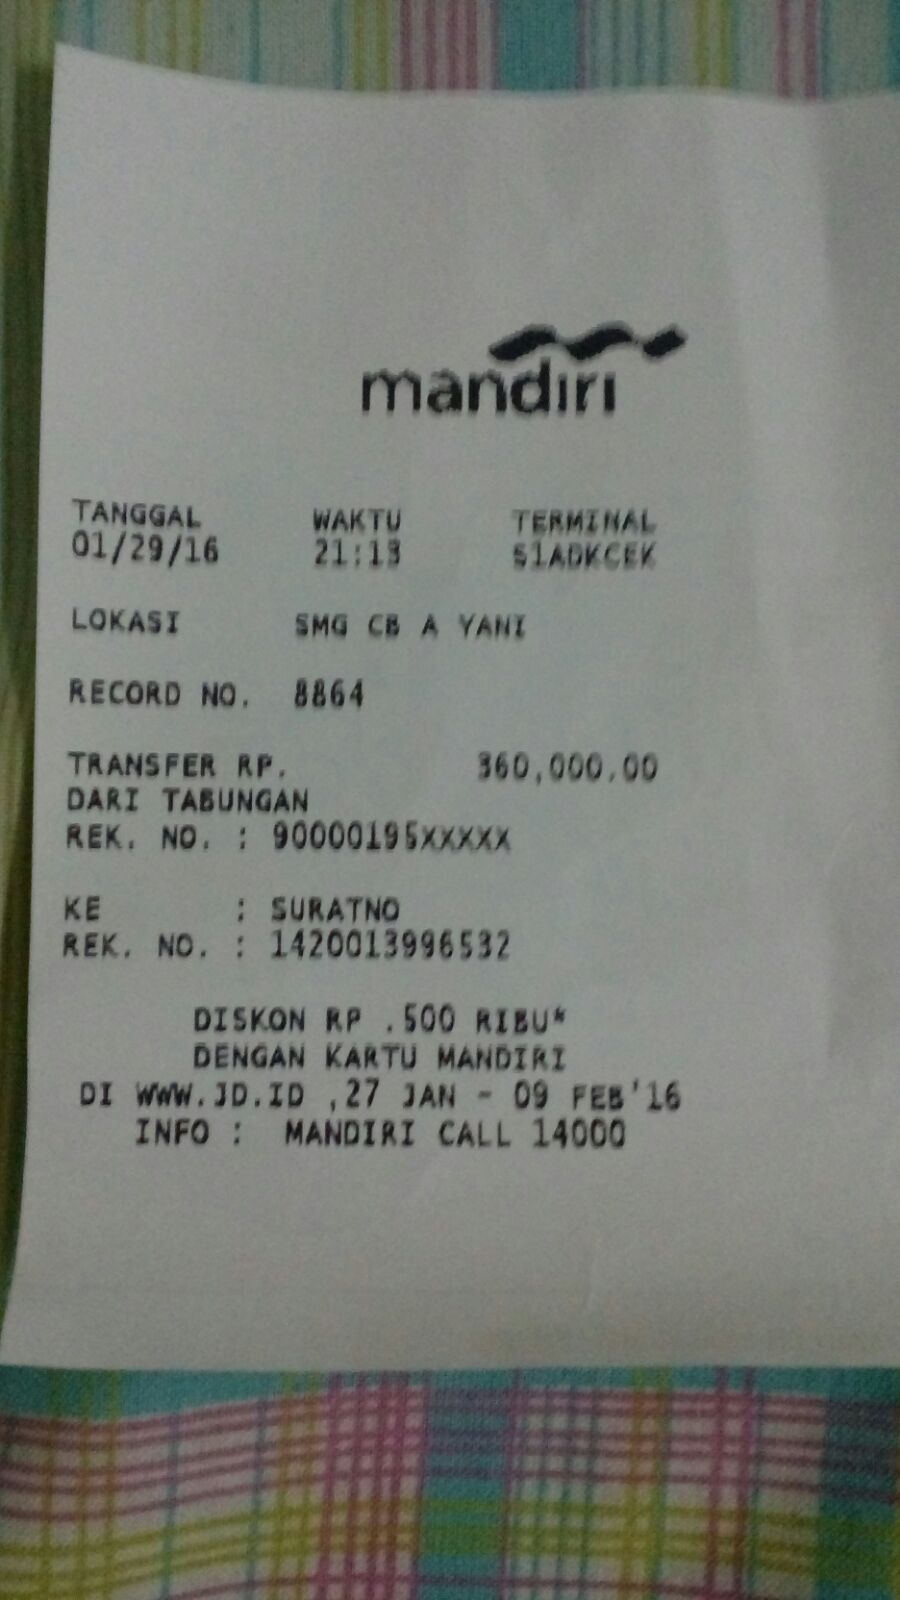 mandiri
TANGGAL WAKTU TERMINAL
01/29/16 21:13 S1ADKCEK
LOKASI SMG CB A YANI
RECORD NO. 8864
TRANSFER RP. 360,000.00
DARI TABUNGAN
REK. NO. : 90000195XXXXX
KE : SURATNO
REK. NO. : 1420013996532
DISKON RP .500 RIBU*
DENGAN KARTU MANDIRI
DI WWW.JD.ID ,27 JAN - 09 FEB'16
INFO : MANDIRI CALL 14000